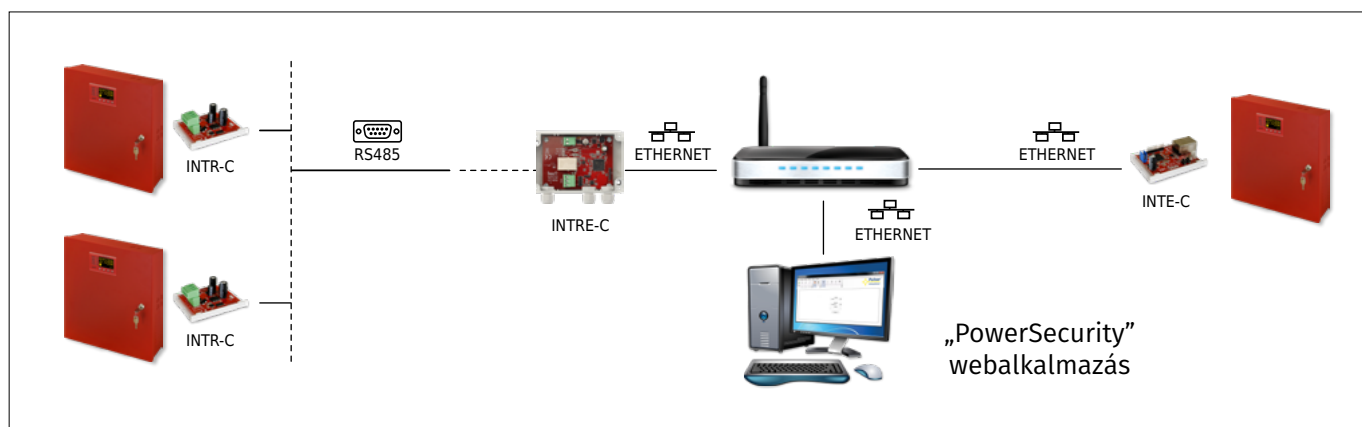 INTR-C
RS485
INTR-C
INTRE-C
ETHERNET
ETHERNET
ETHERNET
INTE-C
„PowerSecurity”
webalkalmazás